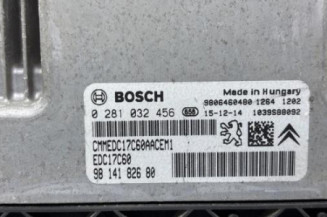 BOSCH
Made in Hungary
9806460480 1264 1202
0 281 032 456 656 15-12-14 1039S88092
CMMEDC17C60AACEM1
EDC17C60
98 141 826 80